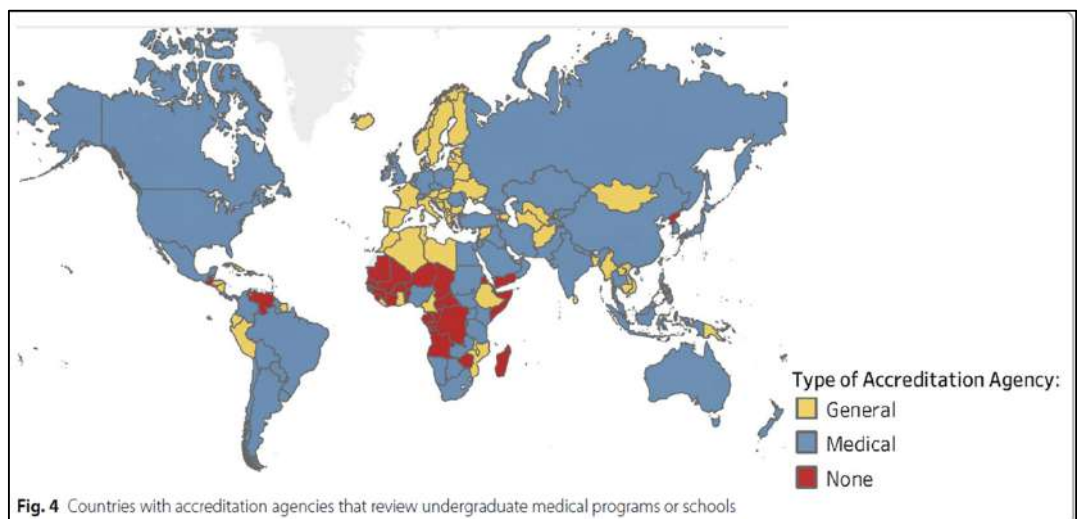 Type of Accreditation Agency:
General
Medical
None
Fig. 4 Countries with accreditation agencies that review undergraduate medical programs or schools